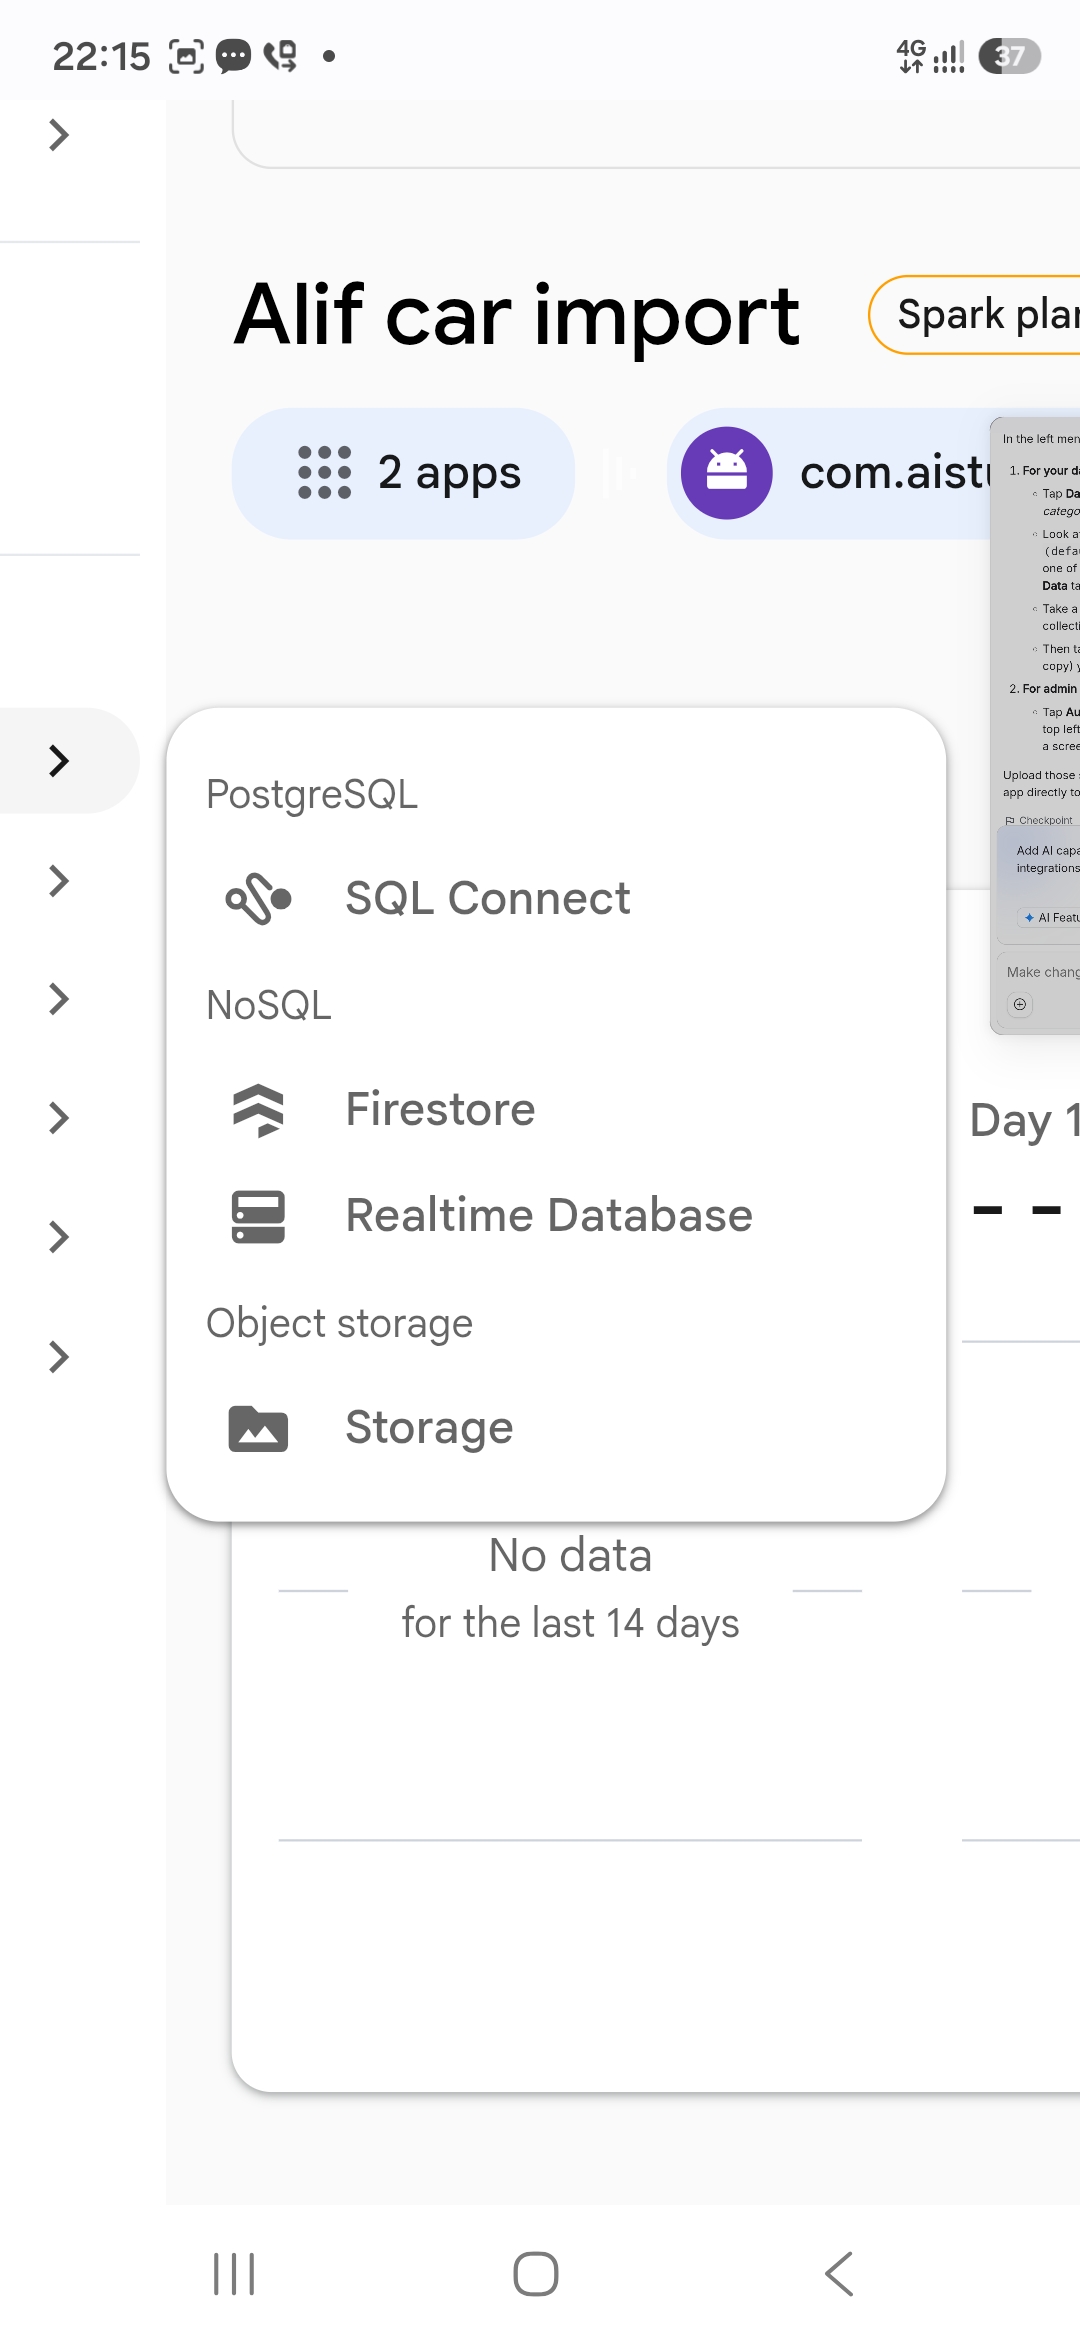 22:15
4G
37
Alif car import
Spark plan
2 apps
com.aistu
PostgreSQL
SQL Connect
NoSQL
Firestore
Realtime Database
Object storage
Storage
No data
for the last 14 days
Day 1
- -
In the left men
1. For your da
Tap Da
catego
Look a
(defau
one of
Data ta
Take a
collecti
Then ta
copy) y
2. For admin
Tap Au
top left
a scree
Upload those s
app directly to
Checkpoint
Add AI capa
integrations
AI Featu
Make chang